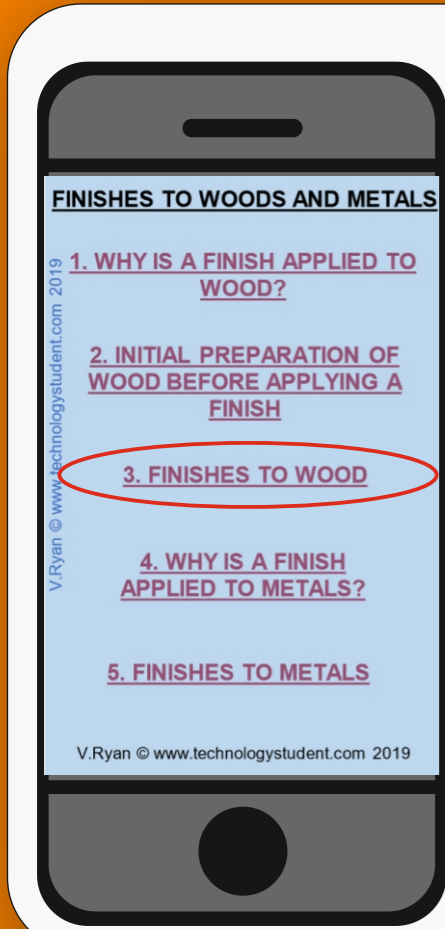 FINISHES TO WOODS AND METALS
1. WHY IS A FINISH APPLIED TO
WOOD?
2. INITIAL PREPARATION OF
WOOD BEFORE APPLYING A
FINISH
3. FINISHES TO WOOD
4. WHY IS A FINISH
APPLIED TO METALS?
5. FINISHES TO METALS
V.Ryan © www.technologystudent.com 2019
V.Ryan © www.technologystudent.com 2019